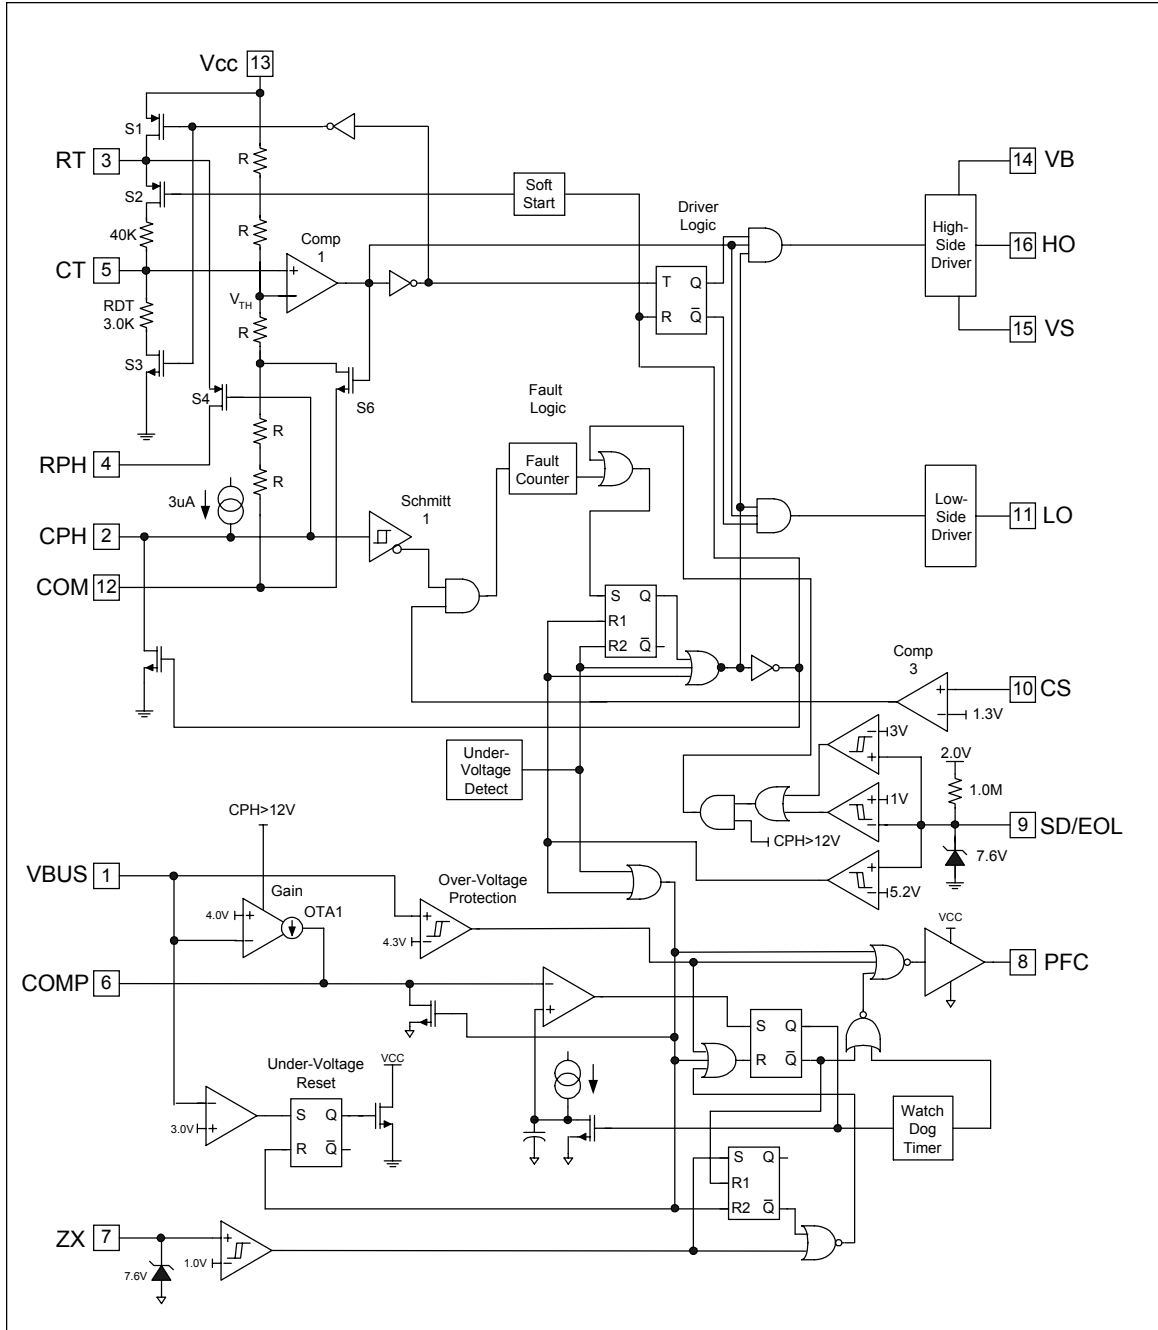 Vcc 13
S1
R
RT 3
14 VB
S2
Soft
Start
Driver
Logic
High-
Side
Driver
40K
R
Comp
1
16 HO
CT 5
+
−
VTH
T Q
R Q̅
RDT
3.0K
R
15 VS
S3
S4
S6
Fault
Logic
R
RPH 4
Fault
Counter
R
3uA
Schmitt
1
Low-
Side
Driver
11 LO
CPH 2
COM 12
S Q
R1
R2 Q̅
Comp
3
+
−
10 CS
1.3V
Under-
Voltage
Detect
3V
−
+
2.0V
1.0M
+
1V
−
9 SD/EOL
CPH>12V
7.6V
CPH>12V
VBUS 1
Gain
Over-Voltage
Protection
+
−
5.2V
4.0V +
−
OTA1
+
4.3V −
VCC
COMP 6
8 PFC
−
+
S Q
R Q̅
Under-Voltage
Reset
VCC
−
3.0V +
S Q
R Q̅
Watch
Dog
Timer
S Q
R1
R2 Q̅
ZX 7
+
1.0V −
7.6V